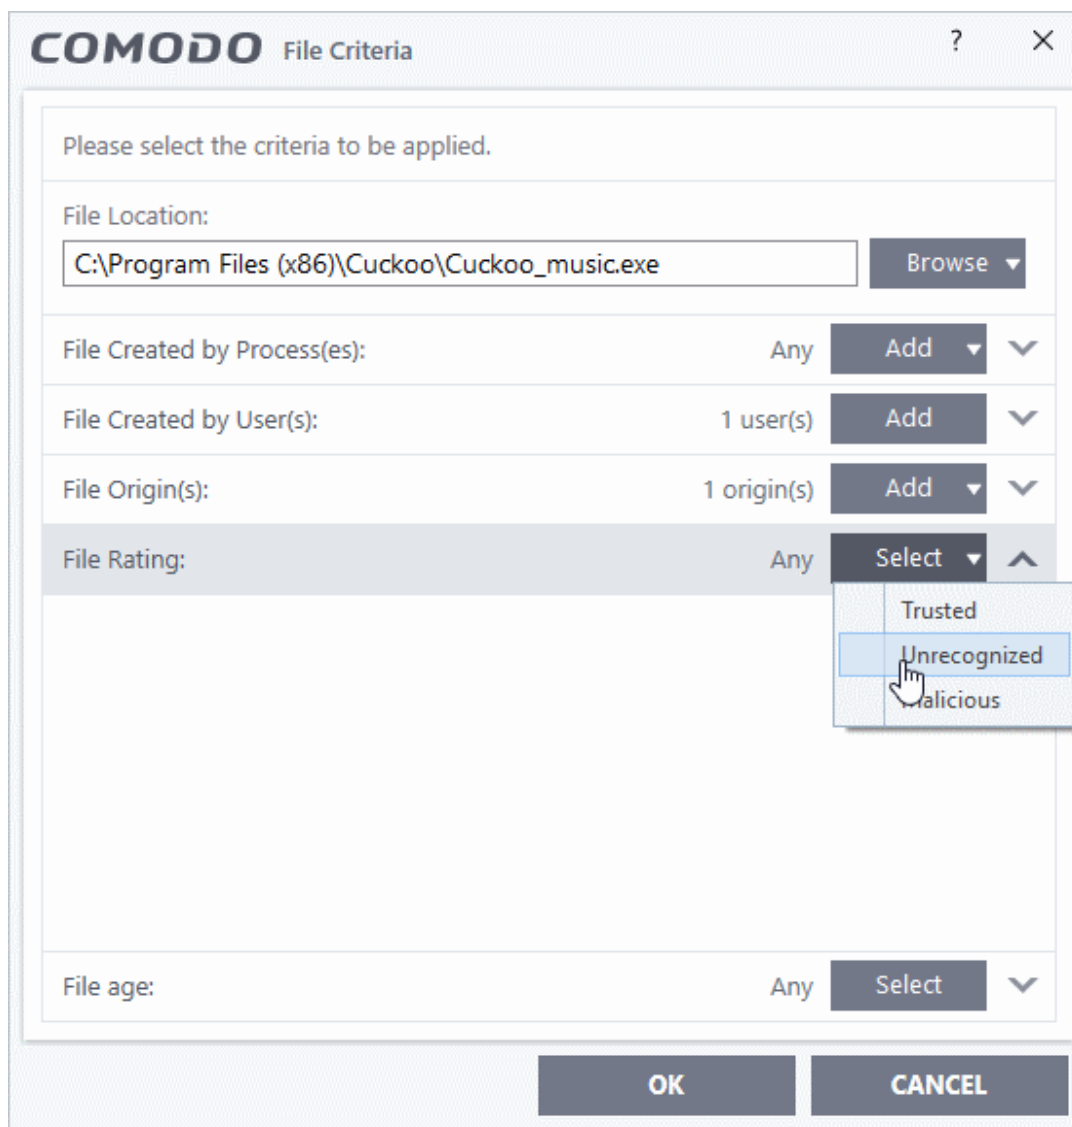 COMODO File Criteria ?
Please select the criteria to be applied.
File Location:
C:\Program Files (x86)\Cuckoo\Cuckoo_music.exe Browse
File Created by Process(es): Any Add
File Created by User(s): 1 user(s) Add
File Origin(s): 1 origin(s) Add
File Rating: Any Select
Trusted
Unrecognized
Malicious
File age: Any Select
OK CANCEL